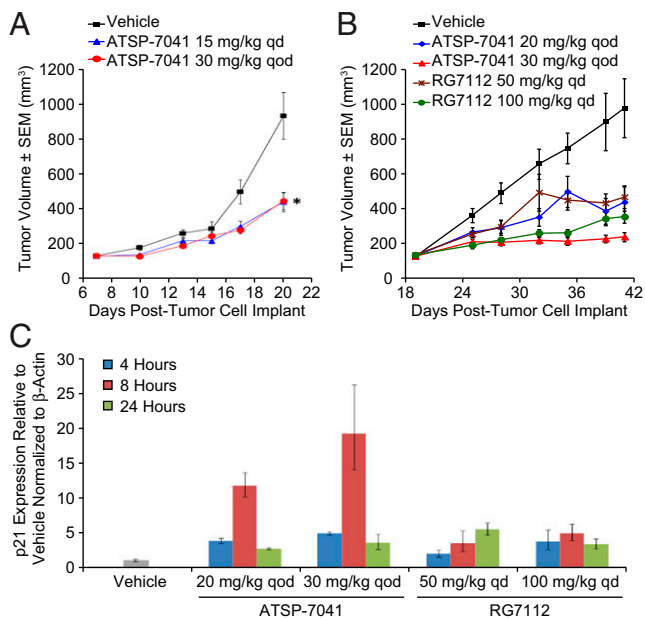 A
Vehicle
ATSP-7041 15 mg/kg qd
ATSP-7041 30 mg/kg qod
Tumor Volume ± SEM (mm³)
1200
1000
800
600
400
200
0
*
6 8 10 12 14 15 16 18 20 22
Days Post-Tumor Cell Implant
B
Vehicle
ATSP-7041 20 mg/kg qod
ATSP-7041 30 mg/kg qod
RG7112 50 mg/kg qd
RG7112 100 mg/kg qd
Tumor Volume ± SEM (mm³)
1200
1000
800
600
400
200
0
18 24 30 36 42
Days Post-Tumor Cell Implant
C
4 Hours
8 Hours
24 Hours
p21 Expression Relative to
Vehicle Normalized to β-Actin
30
25
20
15
10
5
0
Vehicle 20 mg/kg qod 30 mg/kg qod 50 mg/kg qd 100 mg/kg qd
ATSP-7041 RG7112